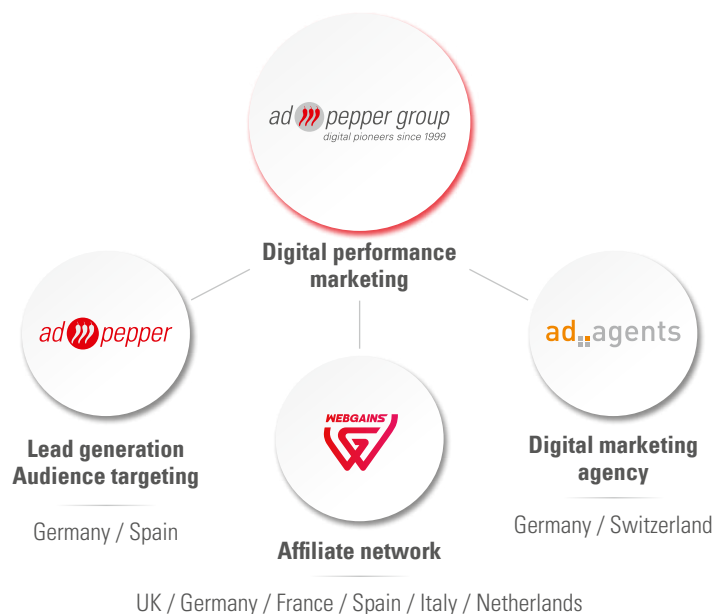 ad pepper group
digital pioneers since 1999
Digital performance
marketing
ad pepper
Lead generation
Audience targeting
Germany / Spain
WEBGAINS
Affiliate network
UK / Germany / France / Spain / Italy / Netherlands
ad agents
Digital marketing
agency
Germany / Switzerland